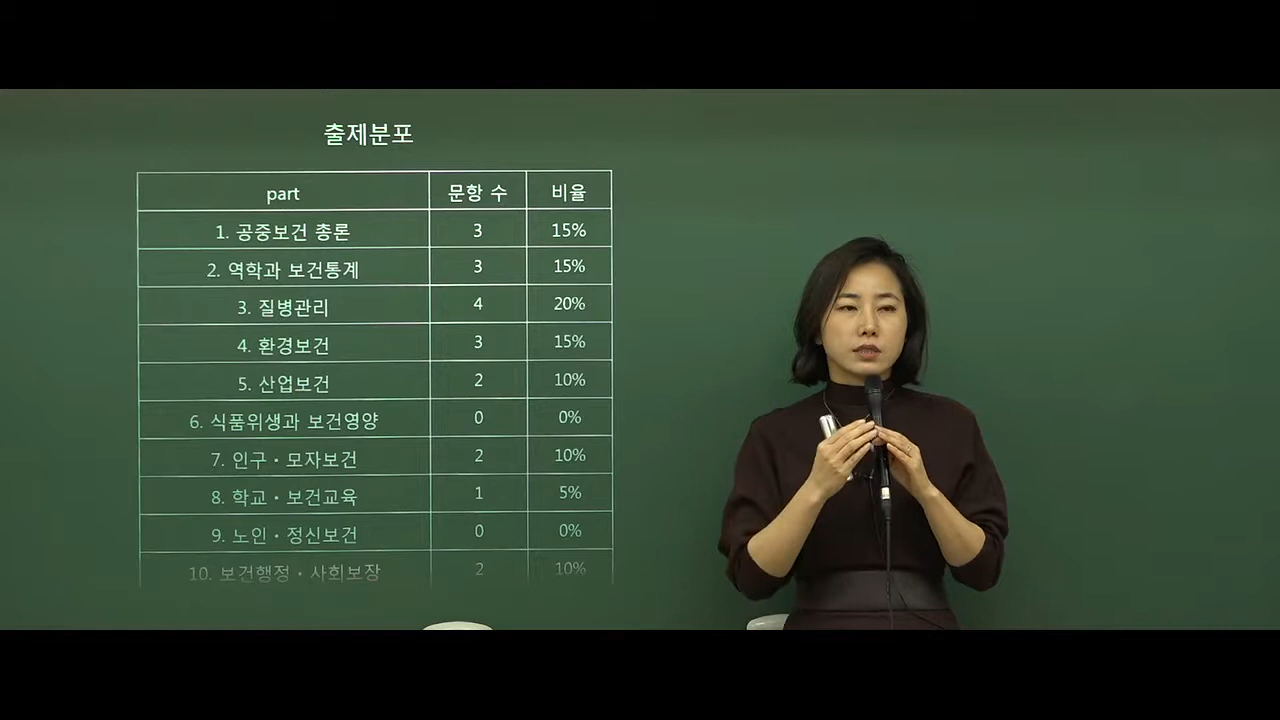 출제분포
part 문항 수 비율
1. 공중보건 총론 3 15%
2. 역학과 보건통계 3 15%
3. 질병관리 4 20%
4. 환경보건 3 15%
5. 산업보건 2 10%
6. 식품위생과 보건영양 0 0%
7. 인구・모자보건 2 10%
8. 학교・보건교육 1 5%
9. 노인・정신보건 0 0%
10. 보건행정・사회보장 2 10%